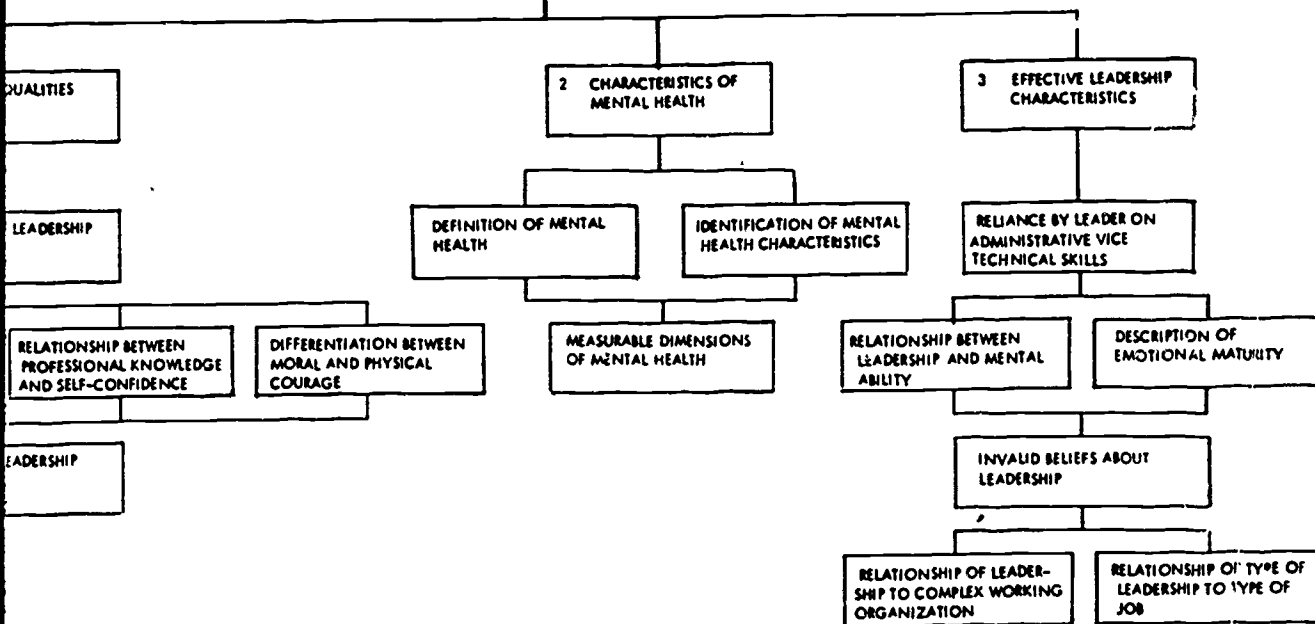 QUALITIES
2 CHARACTERISTICS OF
MENTAL HEALTH
3 EFFECTIVE LEADERSHIP
CHARACTERISTICS
LEADERSHIP
DEFINITION OF MENTAL
HEALTH
IDENTIFICATION OF MENTAL
HEALTH CHARACTERISTICS
RELIANCE BY LEADER ON
ADMINISTRATIVE VICE
TECHNICAL SKILLS
RELATIONSHIP BETWEEN
PROFESSIONAL KNOWLEDGE
AND SELF-CONFIDENCE
DIFFERENTIATION BETWEEN
MORAL AND PHYSICAL
COURAGE
MEASURABLE DIMENSIONS
OF MENTAL HEALTH
RELATIONSHIP BETWEEN
LEADERSHIP AND MENTAL
ABILITY
DESCRIPTION OF
EMOTIONAL MATURITY
EADERSHIP
INVALID BELIEFS ABOUT
LEADERSHIP
RELATIONSHIP OF LEADER-
SHIP TO COMPLEX WORKING
ORGANIZATION
RELATIONSHIP OF TYPE OF
LEADERSHIP TO TYPE OF
JOB